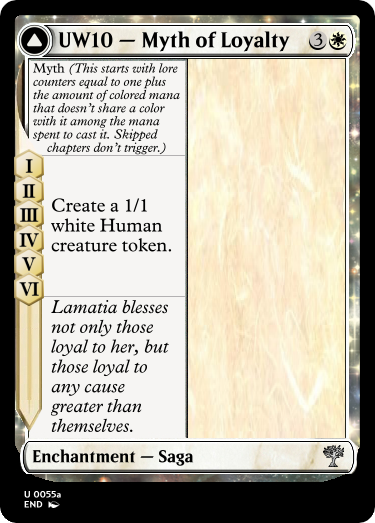 UW10 — Myth of Loyalty 3
Myth (This starts with lore
counters equal to one plus
the amount of colored mana
that doesn't share a color
with it among the mana
spent to cast it. Skipped
chapters don't trigger.)
I
II
III
IV
V
VI
Create a 1/1
white Human
creature token.
Lamatia blesses
not only those
loyal to her, but
those loyal to
any cause
greater than
themselves.
Enchantment — Saga
U 0055a
END